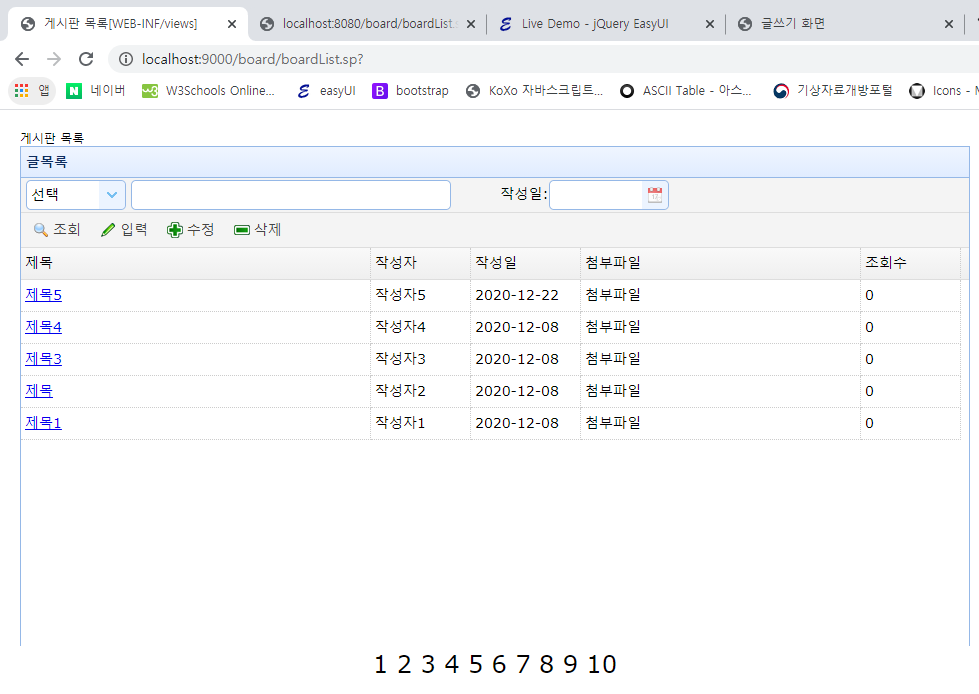 게시판 목록[WEB-INF/views] localhost:8080/board/boardList. Live Demo - jQuery EasyUI 글쓰기 화면
localhost:9000/board/boardList.sp?
앱 네이버 W3Schools Online... easyUI bootstrap KoXo 자바스크립트... ASCII Table - 아스... 기상자료개방포털 Icons -
게시판 목록
글목록
선택 작성일:
조회 입력 수정 삭제
제목 작성자 작성일 첨부파일 조회수
제목5 작성자5 2020-12-22 첨부파일 0
제목4 작성자4 2020-12-08 첨부파일 0
제목3 작성자3 2020-12-08 첨부파일 0
제목 작성자2 2020-12-08 첨부파일 0
제목1 작성자1 2020-12-08 첨부파일 0
1 2 3 4 5 6 7 8 9 10